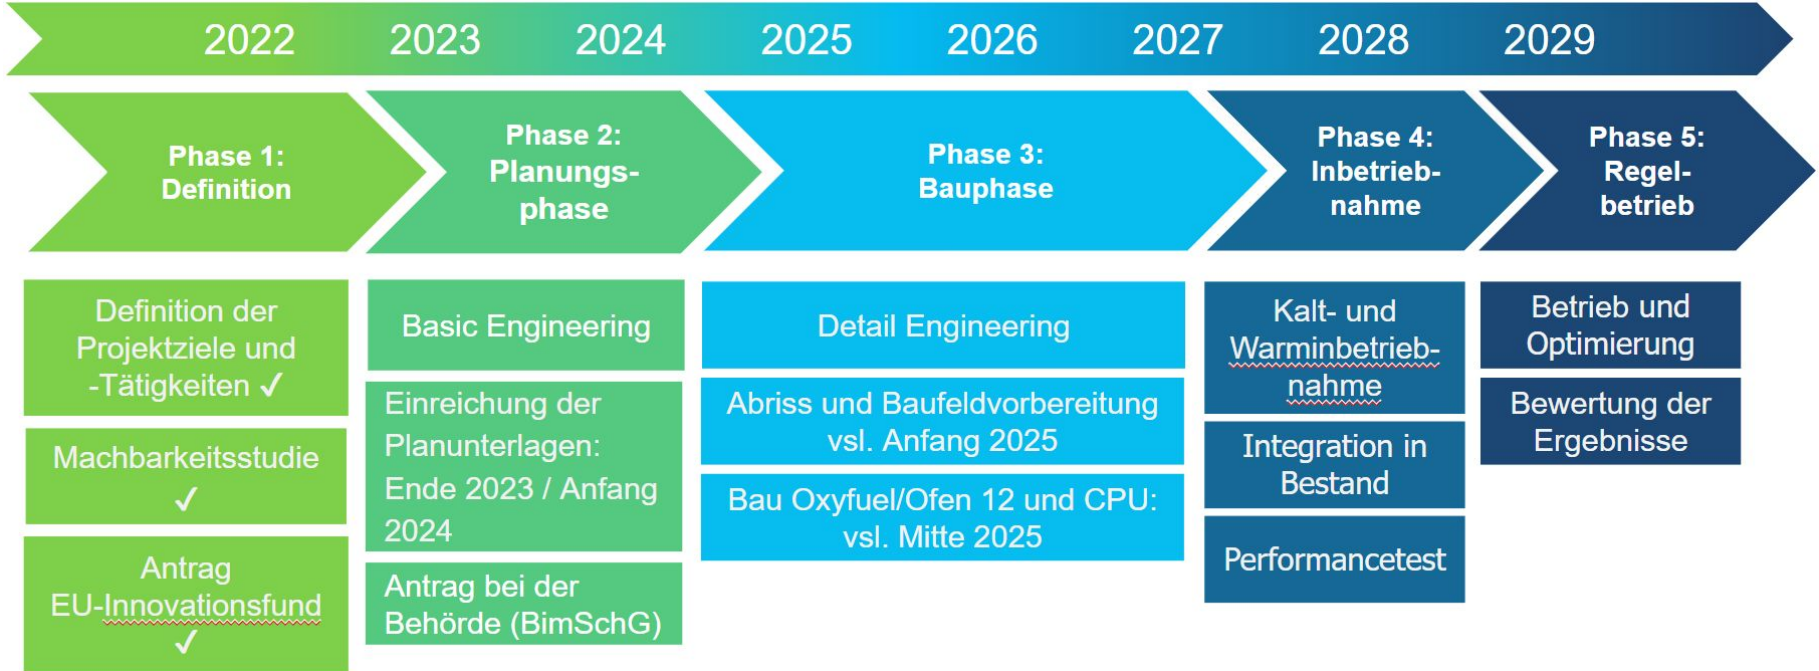 2022 2023 2024 2025 2026 2027 2028 2029
Phase 1:
Definition
Phase 2:
Planungs-
phase
Phase 3:
Bauphase
Phase 4:
Inbetrieb-
nahme
Phase 5:
Regel-
betrieb
Definition der
Projektziele und
-Tätigkeiten ✓
Machbarkeitsstudie
✓
Antrag
EU-Innovationsfund
✓
Basic Engineering
Einreichung der
Planunterlagen:
Ende 2023 / Anfang
2024
Antrag bei der
Behörde (BimSchG)
Detail Engineering
Abriss und Baufeldvorbereitung
vsl. Anfang 2025
Bau Oxyfuel/Ofen 12 und CPU:
vsl. Mitte 2025
Kalt- und
Warminbetrieb-
nahme
Integration in
Bestand
Performancetest
Betrieb und
Optimierung
Bewertung der
Ergebnisse